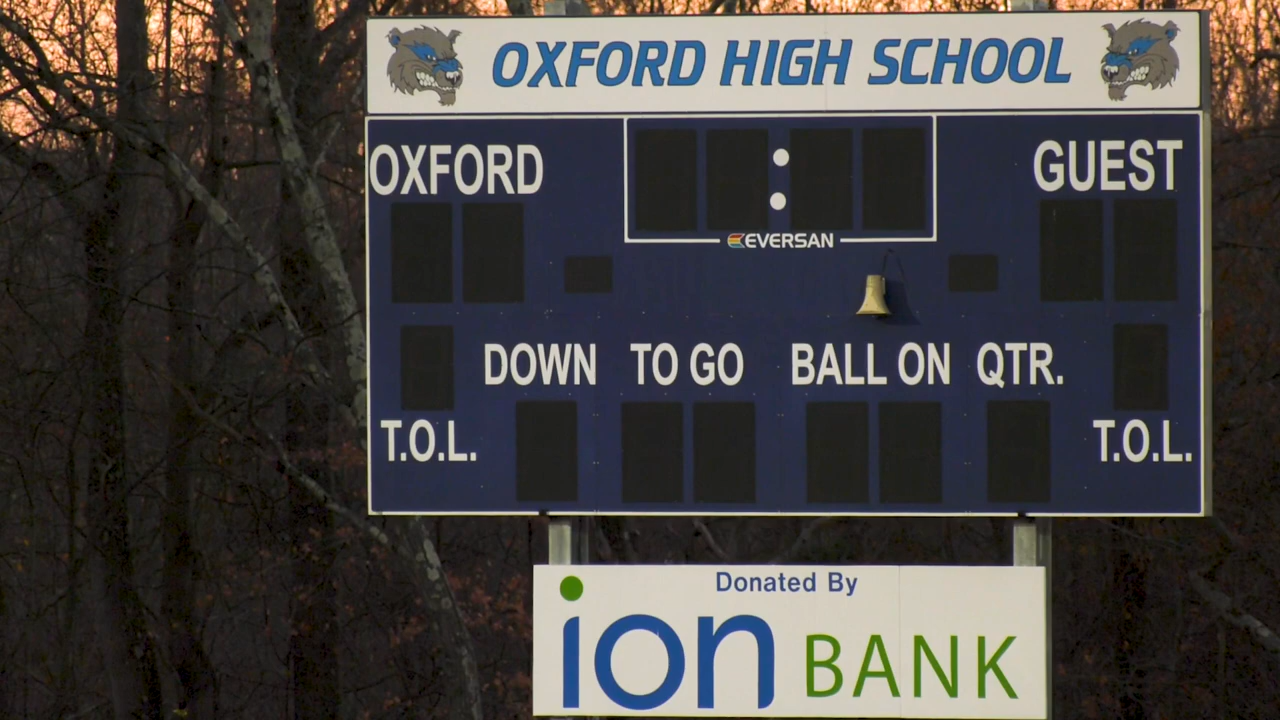 OXFORD HIGH SCHOOL
OXFORD
GUEST
EVERSAN
DOWN TO GO BALL ON QTR.
T.O.L.
T.O.L.
Donated By
ion BANK